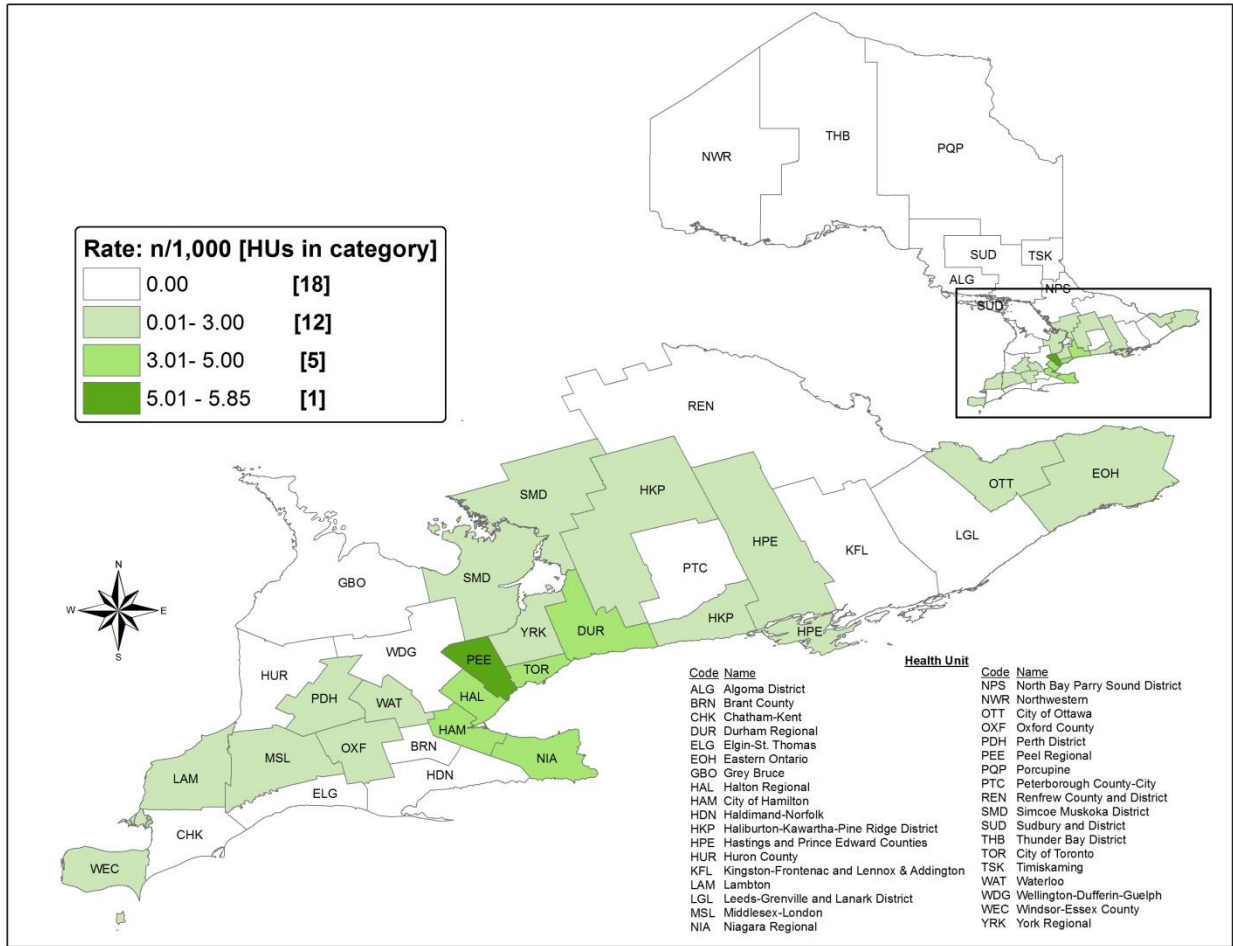 NWR
THB
PQP
SUD
TSK
ALG
NPS
SUD
Rate: n/1,000 [HUs in category]
0.00 [18]
0.01- 3.00 [12]
3.01- 5.00 [5]
5.01 - 5.85 [1]
REN
SMD
HKP
OTT
EOH
HPE
KFL
LGL
PTC
GBO
SMD
N
W E
S
YRK
DUR
HKP
HPE
WDG
PEE
TOR
HUR
PDH
WAT
HAL
HAM
BRN
NIA
OXF
MSL
LAM
HDN
ELG
CHK
WEC
Health Unit
Code Name
ALG Algoma District
BRN Brant County
CHK Chatham-Kent
DUR Durham Regional
ELG Elgin-St. Thomas
EOH Eastern Ontario
GBO Grey Bruce
HAL Halton Regional
HAM City of Hamilton
HDN Haldimand-Norfolk
HKP Haliburton-Kawartha-Pine Ridge District
HPE Hastings and Prince Edward Counties
HUR Huron County
KFL Kingston-Frontenac and Lennox & Addington
LAM Lambton
LGL Leeds-Grenville and Lanark District
MSL Middlesex-London
NIA Niagara Regional
Code Name
NPS North Bay Parry Sound District
NWR Northwestern
OTT City of Ottawa
OXF Oxford County
PDH Perth District
PEE Peel Regional
PQP Porcupine
PTC Peterborough County-City
REN Renfrew County and District
SMD Simcoe Muskoka District
SUD Sudbury and District
THB Thunder Bay District
TOR City of Toronto
TSK Timiskaming
WAT Waterloo
WDG Wellington-Dufferin-Guelph
WEC Windsor-Essex County
YRK York Regional